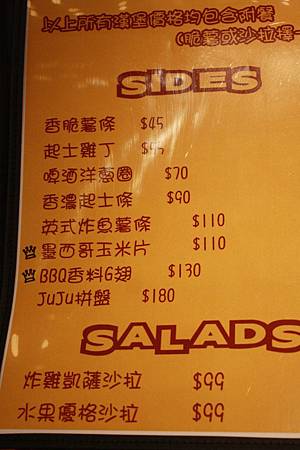 以上所有漢堡價格均包含附餐
(脆薯或沙拉擇一
SIDES
香脆薯條 $45
起士雞丁
啤酒洋蔥圈 $70
香濃起士條 $90
英式炸魚薯條 $110
墨西哥玉米片 $110
BBQ香料6翅 $130
JuJu拼盤 $180
SALADS
炸雞凱薩沙拉 $99
水果優格沙拉 $99